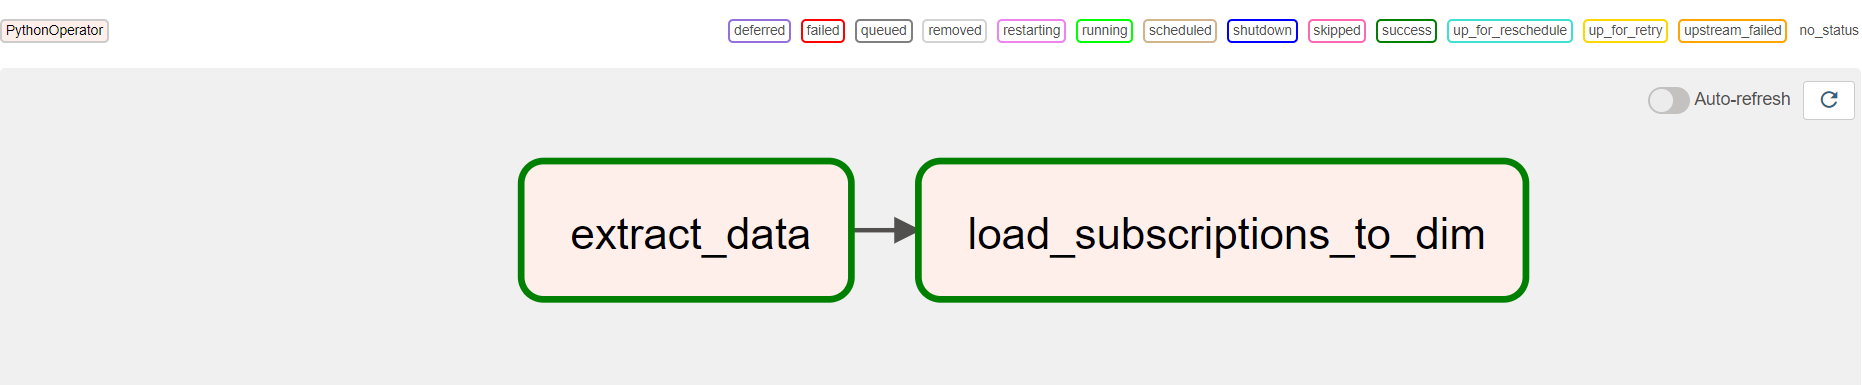 PythonOperator deferred failed queued removed restarting running scheduled shutdown skipped success up_for_reschedule up_for_retry upstream_failed no_status
Auto-refresh
extract_data load_subscriptions_to_dim